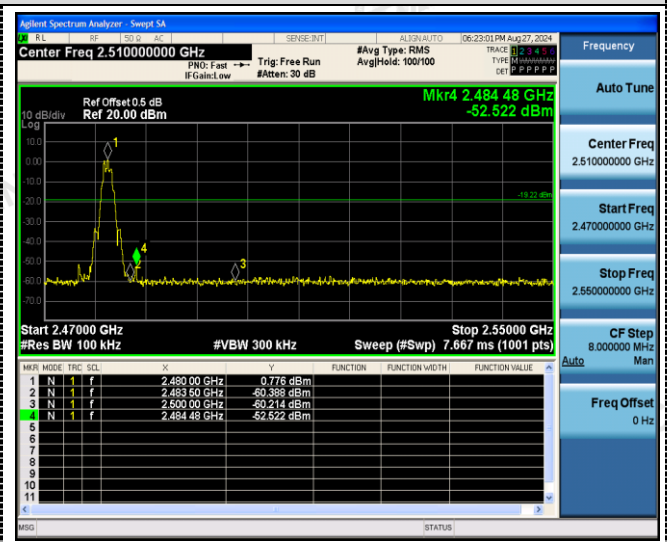 Agilent Spectrum Analyzer - Swept SA
RL RF 50 Ω AC SENSE:INT ALIGNAUTO 06:23:01 PM Aug 27, 2024
Center Freq 2.510000000 GHz #Avg Type: RMS TRACE 1 2 3 4 5 6
PNO: Fast Trig: Free Run Avg|Hold: 100/100 TYPE M WWWWW
IFGain:Low #Atten: 30 dB DET P P P P P P
Frequency
Auto Tune
Mkr4 2.484 48 GHz
-52.522 dBm
Ref Offset 0.5 dB
10 dB/div Ref 20.00 dBm
Log
10.0
0.00
-10.0
-20.0
-30.0
-40.0
-50.0
-60.0
-70.0
1
4
2
3
-19.22 dBm
Center Freq
2.510000000 GHz
Start Freq
2.470000000 GHz
Stop Freq
2.550000000 GHz
CF Step
8.000000 MHz
Auto Man
Freq Offset
0 Hz
Start 2.47000 GHz Stop 2.55000 GHz
#Res BW 100 kHz #VBW 300 kHz Sweep (#Swp) 7.667 ms (1001 pts)
MKR MODE TRC SCL X Y FUNCTION FUNCTION WIDTH FUNCTION VALUE
1 N 1 f 2.480 00 GHz 0.776 dBm
2 N 1 f 2.483 50 GHz -60.388 dBm
3 N 1 f 2.500 00 GHz -60.214 dBm
4 N 1 f 2.484 48 GHz -52.522 dBm
5
6
7
8
9
10
11
MSG STATUS